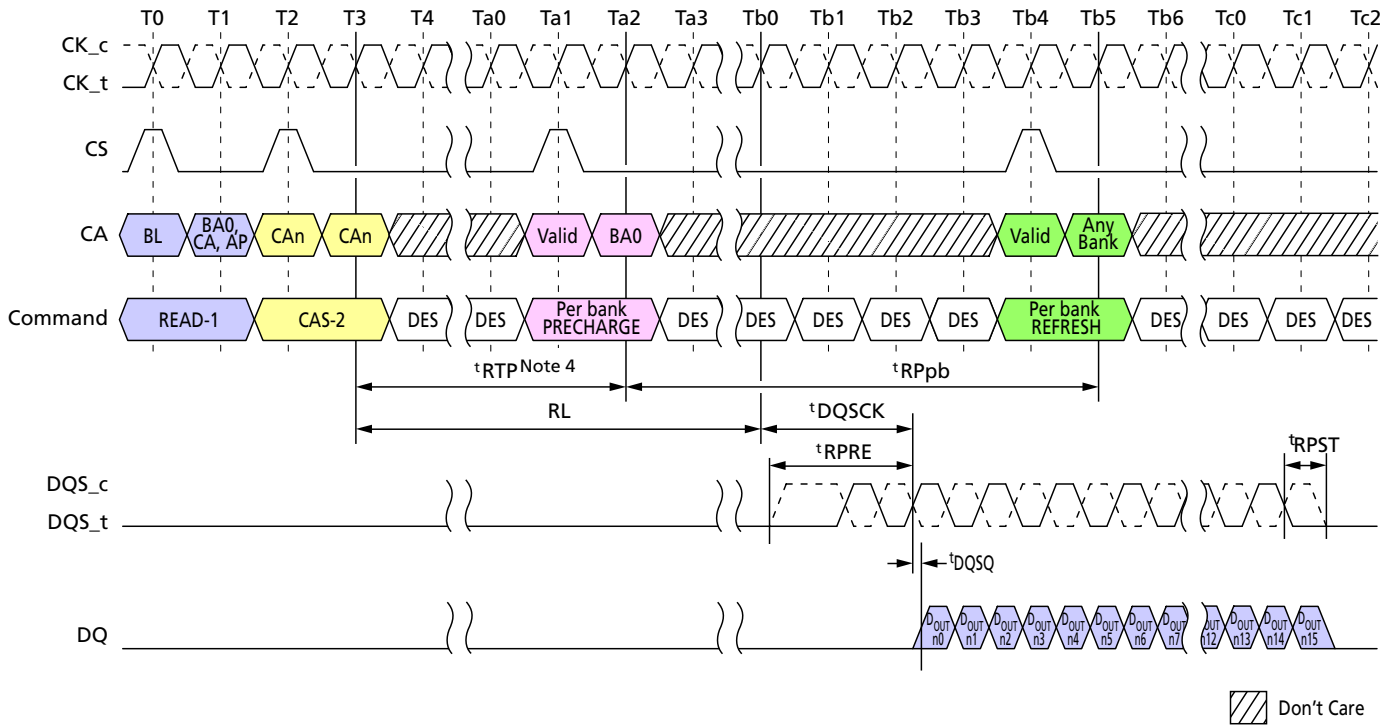 T0 T1 T2 T3 T4 Ta0 Ta1 Ta2 Ta3 Tb0 Tb1 Tb2 Tb3 Tb4 Tb5 Tb6 Tc0 Tc1 Tc2
CK_c
CK_t
CS
CA BL BA0, CA, AP CAn CAn Valid BA0 Valid Any Bank
Command READ-1 CAS-2 DES DES Per bank PRECHARGE DES DES DES DES DES Per bank REFRESH DES DES DES DES
tRTP Note 4 tRPpb
RL tDQSCK
tRPRE tRPST
DQS_c
DQS_t
tDQSQ
DQ DOUT n0 DOUT n1 DOUT n2 DOUT n3 DOUT n4 DOUT n5 DOUT n6 DOUT n7 DOUT n12 DOUT n13 DOUT n14 DOUT n15
Don't Care